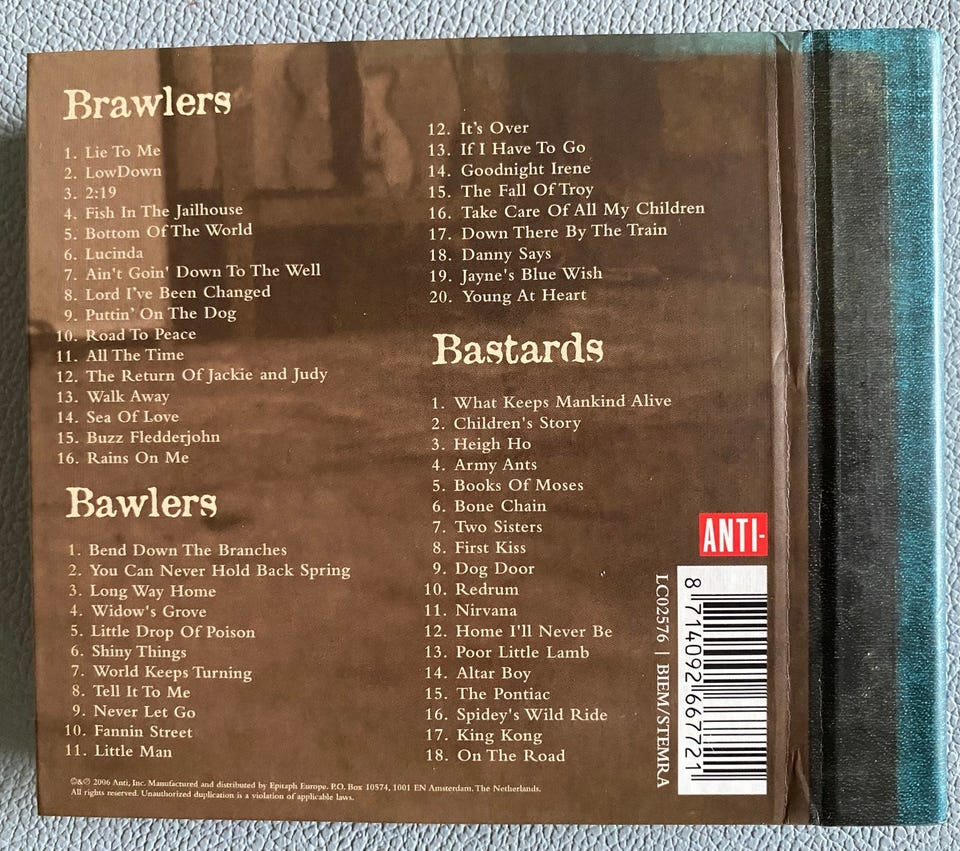 Brawlers
1. Lie To Me
2. LowDown
3. 2:19
4. Fish In The Jailhouse
5. Bottom Of The World
6. Lucinda
7. Ain't Goin' Down To The Well
8. Lord I've Been Changed
9. Puttin' On The Dog
10. Road To Peace
11. All The Time
12. The Return Of Jackie and Judy
13. Walk Away
14. Sea Of Love
15. Buzz Fledderjohn
16. Rains On Me
Bawlers
1. Bend Down The Branches
2. You Can Never Hold Back Spring
3. Long Way Home
4. Widow's Grove
5. Little Drop Of Poison
6. Shiny Things
7. World Keeps Turning
8. Tell It To Me
9. Never Let Go
10. Fannin Street
11. Little Man
12. It's Over
13. If I Have To Go
14. Goodnight Irene
15. The Fall Of Troy
16. Take Care Of All My Children
17. Down There By The Train
18. Danny Says
19. Jayne's Blue Wish
20. Young At Heart
Bastards
1. What Keeps Mankind Alive
2. Children's Story
3. Heigh Ho
4. Army Ants
5. Books Of Moses
6. Bone Chain
7. Two Sisters
8. First Kiss
9. Dog Door
10. Redrum
11. Nirvana
12. Home I'll Never Be
13. Poor Little Lamb
14. Altar Boy
15. The Pontiac
16. Spidey's Wild Ride
17. King Kong
18. On The Road
ANTI-
8 714092 667721
LC02576 | BIEM/STEMRA
©&℗ 2006 Anti, Inc. Manufactured and distributed by Epitaph Europe. P.O. Box 10574, 1001 EN Amsterdam. The Netherlands.
All rights reserved. Unauthorized duplication is a violation of applicable laws.